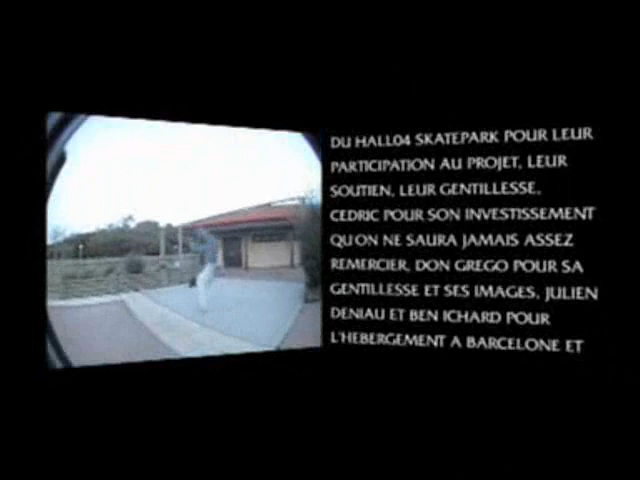 DU HALL04 SKATEPARK POUR LEUR
PARTICIPATION AU PROJET, LEUR
SOUTIEN, LEUR GENTILLESSE,
CEDRIC POUR SON INVESTISSEMENT
QU'ON NE SAURA JAMAIS ASSEZ
REMERCIER, DON GREGO POUR SA
GENTILLESSE ET SES IMAGES, JULIEN
DENIAU ET BEN ICHARD POUR
L'HEBERGEMENT A BARCELONE ET